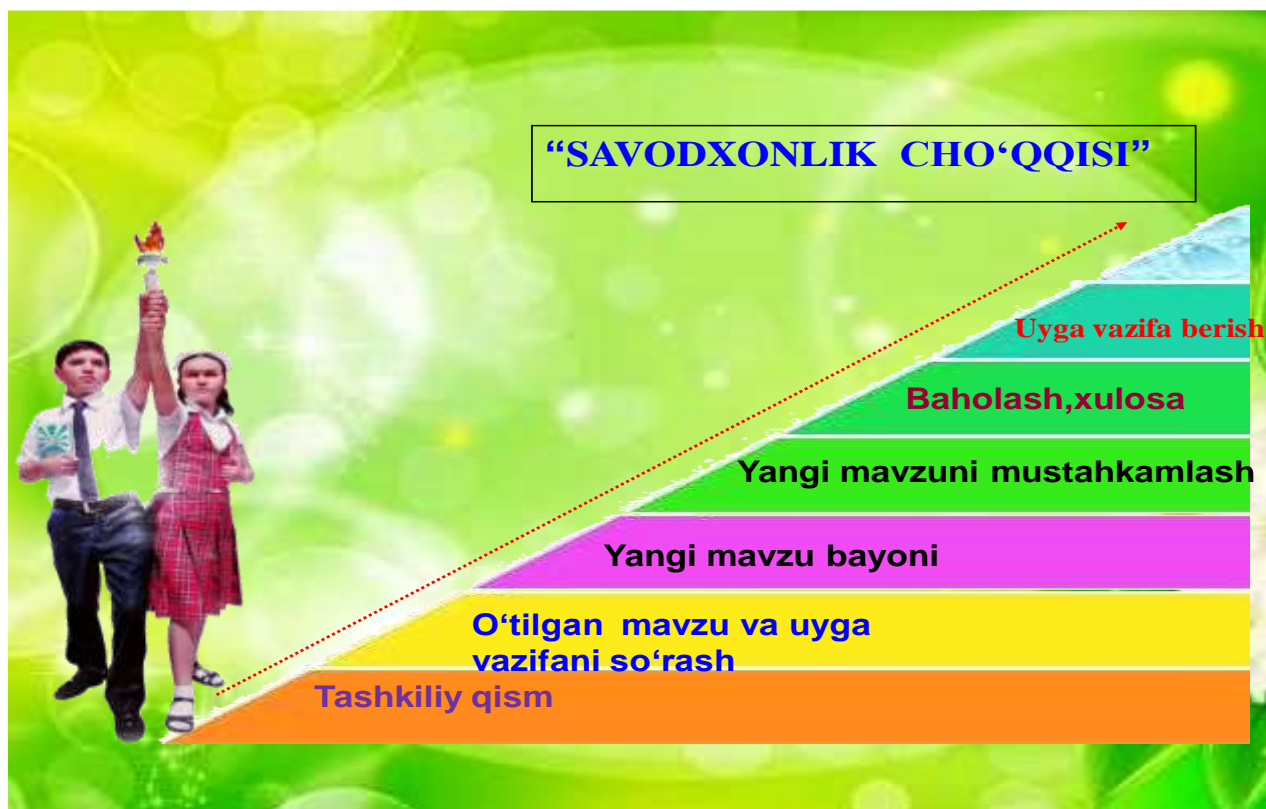 “SAVODXONLIK CHO‘QQISI”
Uyga vazifa berish
Baholash,xulosa
Yangi mavzuni mustahkamlash
Yangi mavzu bayoni
O‘tilgan mavzu va uyga
vazifani so‘rash
Tashkiliy qism